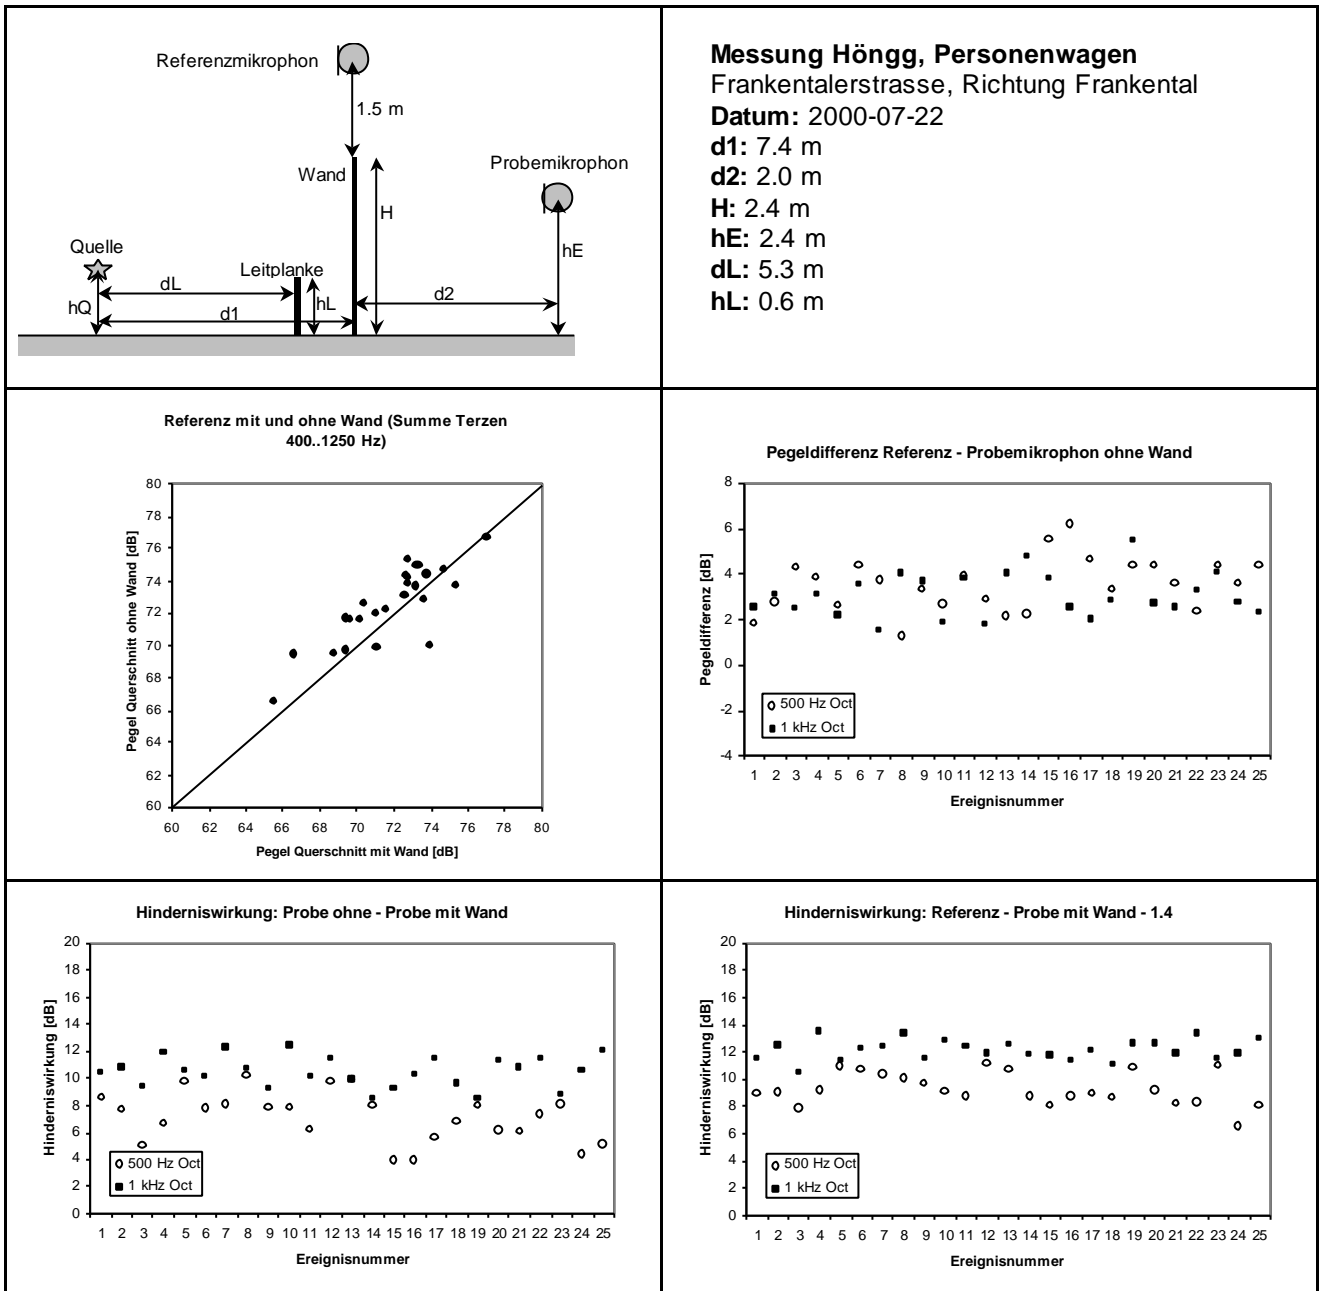 Referenzmikrophon
1.5 m
Wand
Probemikrophon
H
Quelle
Leitplanke
hE
dL
hQ
hL
d1
d2
Messung Höngg, Personenwagen
Frankentalerstrasse, Richtung Frankental
Datum: 2000-07-22
d1: 7.4 m
d2: 2.0 m
H: 2.4 m
hE: 2.4 m
dL: 5.3 m
hL: 0.6 m
Referenz mit und ohne Wand (Summe Terzen
400..1250 Hz)
Pegel Querschnitt ohne Wand [dB]
80
78
76
74
72
70
68
66
64
62
60
60 62 64 66 68 70 72 74 76 78 80
Pegel Querschnitt mit Wand [dB]
Pegeldifferenz Referenz - Probemikrophon ohne Wand
Pegeldifferenz [dB]
8
6
4
2
0
-2
-4
500 Hz Oct
1 kHz Oct
1 2 3 4 5 6 7 8 9 10 11 12 13 14 15 16 17 18 19 20 21 22 23 24 25
Ereignisnummer
Hinderniswirkung: Probe ohne - Probe mit Wand
Hinderniswirkung [dB]
20
18
16
14
12
10
8
6
4
2
0
500 Hz Oct
1 kHz Oct
1 2 3 4 5 6 7 8 9 10 11 12 13 14 15 16 17 18 19 20 21 22 23 24 25
Ereignisnummer
Hinderniswirkung: Referenz - Probe mit Wand - 1.4
Hinderniswirkung [dB]
20
18
16
14
12
10
8
6
4
2
0
500 Hz Oct
1 kHz Oct
1 2 3 4 5 6 7 8 9 10 11 12 13 14 15 16 17 18 19 20 21 22 23 24 25
Ereignisnummer